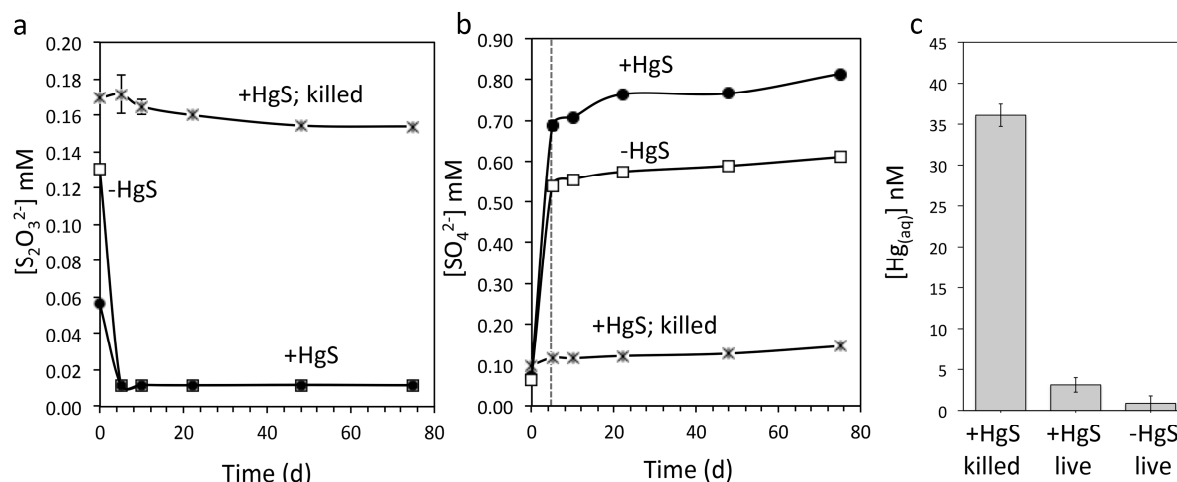 a
[S2O3^2-] mM
0.20
0.18
0.16
0.14
0.12
0.10
0.08
0.06
0.04
0.02
0.00
+HgS; killed
-HgS
+HgS
0 20 40 60 80
Time (d)
b
[SO4^2-] mM
0.90
0.80
0.70
0.60
0.50
0.40
0.30
0.20
0.10
0.00
+HgS
-HgS
+HgS; killed
0 20 40 60 80
Time (d)
c
[Hg(aq)] nM
45
40
35
30
25
20
15
10
5
0
+HgS +HgS -HgS
killed live live